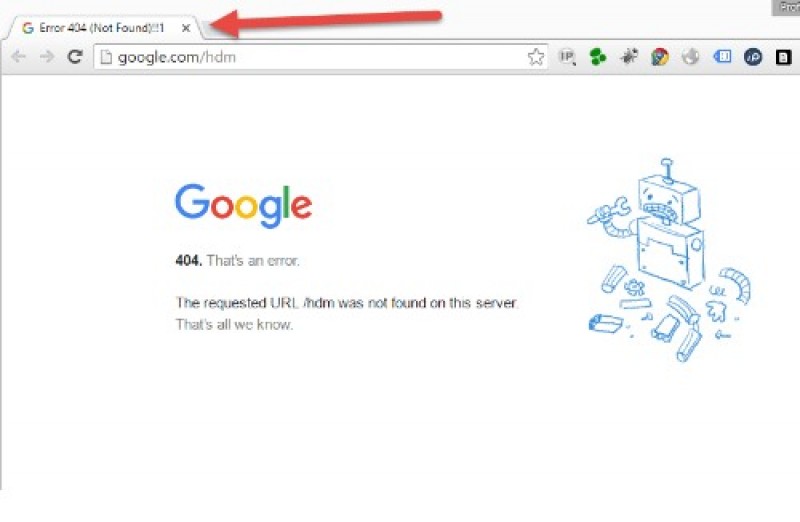 Error 404 (Not Found)!!1
google.com/hdm
IP
Google
404. That's an error.
The requested URL /hdm was not found on this server.
That's all we know.